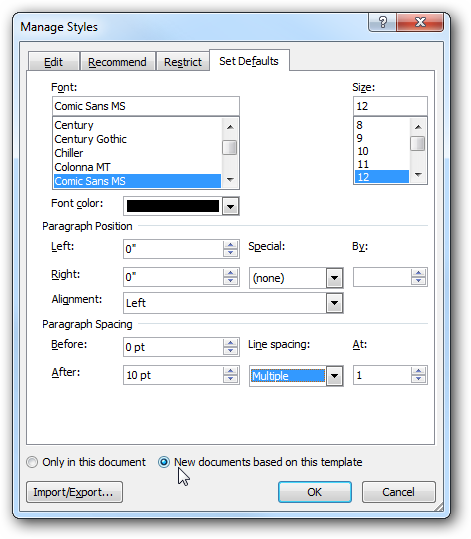 Manage Styles
?
Edit Recommend Restrict Set Defaults
Font: Size:
Comic Sans MS 12
Century 8
Century Gothic 9
Chiller 10
Colonna MT 11
Comic Sans MS 12
Font color:
Paragraph Position
Left: 0" Special: By:
Right: 0" (none)
Alignment: Left
Paragraph Spacing
Before: 0 pt Line spacing: At:
After: 10 pt Multiple 1
Only in this document New documents based on this template
Import/Export... OK Cancel